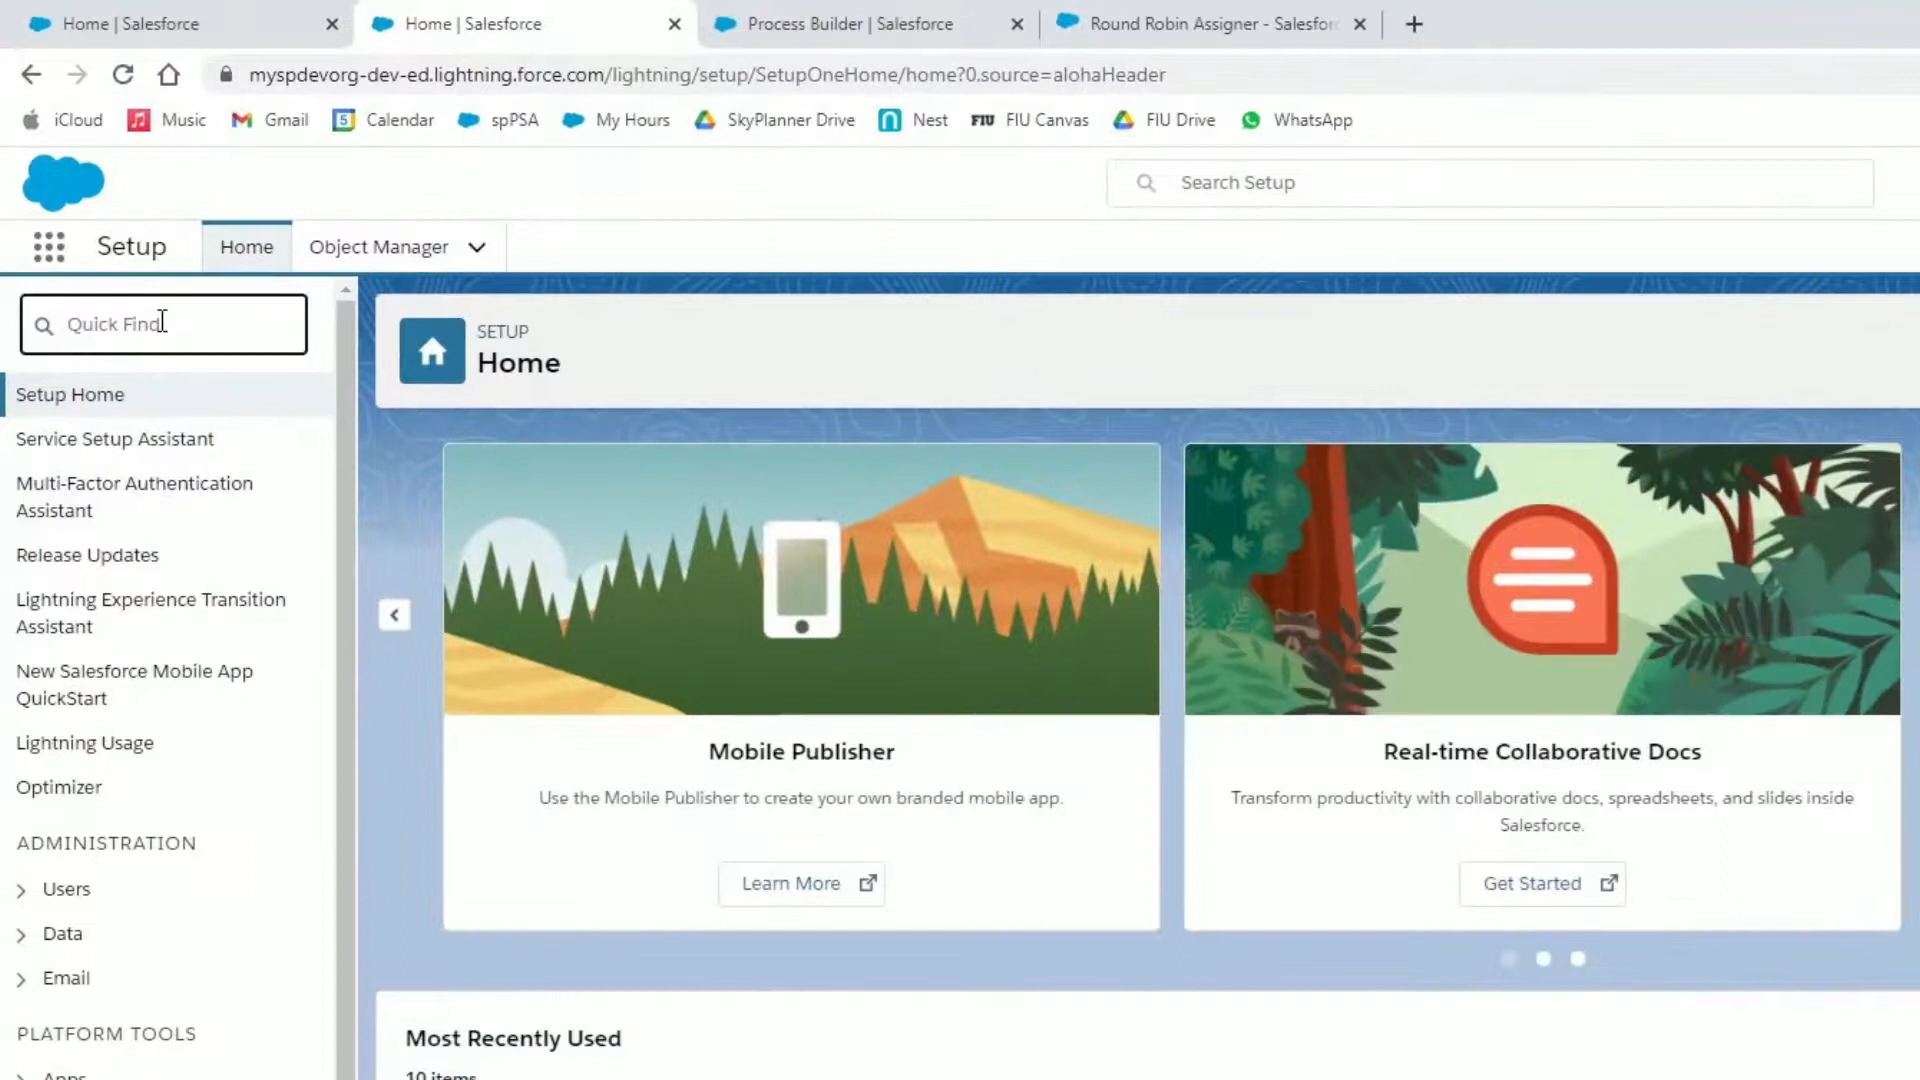 Home | Salesforce
Home | Salesforce
Process Builder | Salesforce
Round Robin Assigner - Salesforc
myspdevorg-dev-ed.lightning.force.com/lightning/setup/SetupOneHome/home?0.source=alohaHeader
iCloud
Music
Gmail
5 Calendar
spPSA
My Hours
SkyPlanner Drive
Nest
FIU FIU Canvas
FIU Drive
WhatsApp
Search Setup
Setup
Home
Object Manager
Quick Find
Setup Home
Service Setup Assistant
Multi-Factor Authentication
Assistant
Release Updates
Lightning Experience Transition
Assistant
New Salesforce Mobile App
QuickStart
Lightning Usage
Optimizer
ADMINISTRATION
Users
Data
Email
PLATFORM TOOLS
Apps
SETUP
Home
Mobile Publisher
Use the Mobile Publisher to create your own branded mobile app.
Learn More
Real-time Collaborative Docs
Transform productivity with collaborative docs, spreadsheets, and slides inside
Salesforce.
Get Started
Most Recently Used
10 items